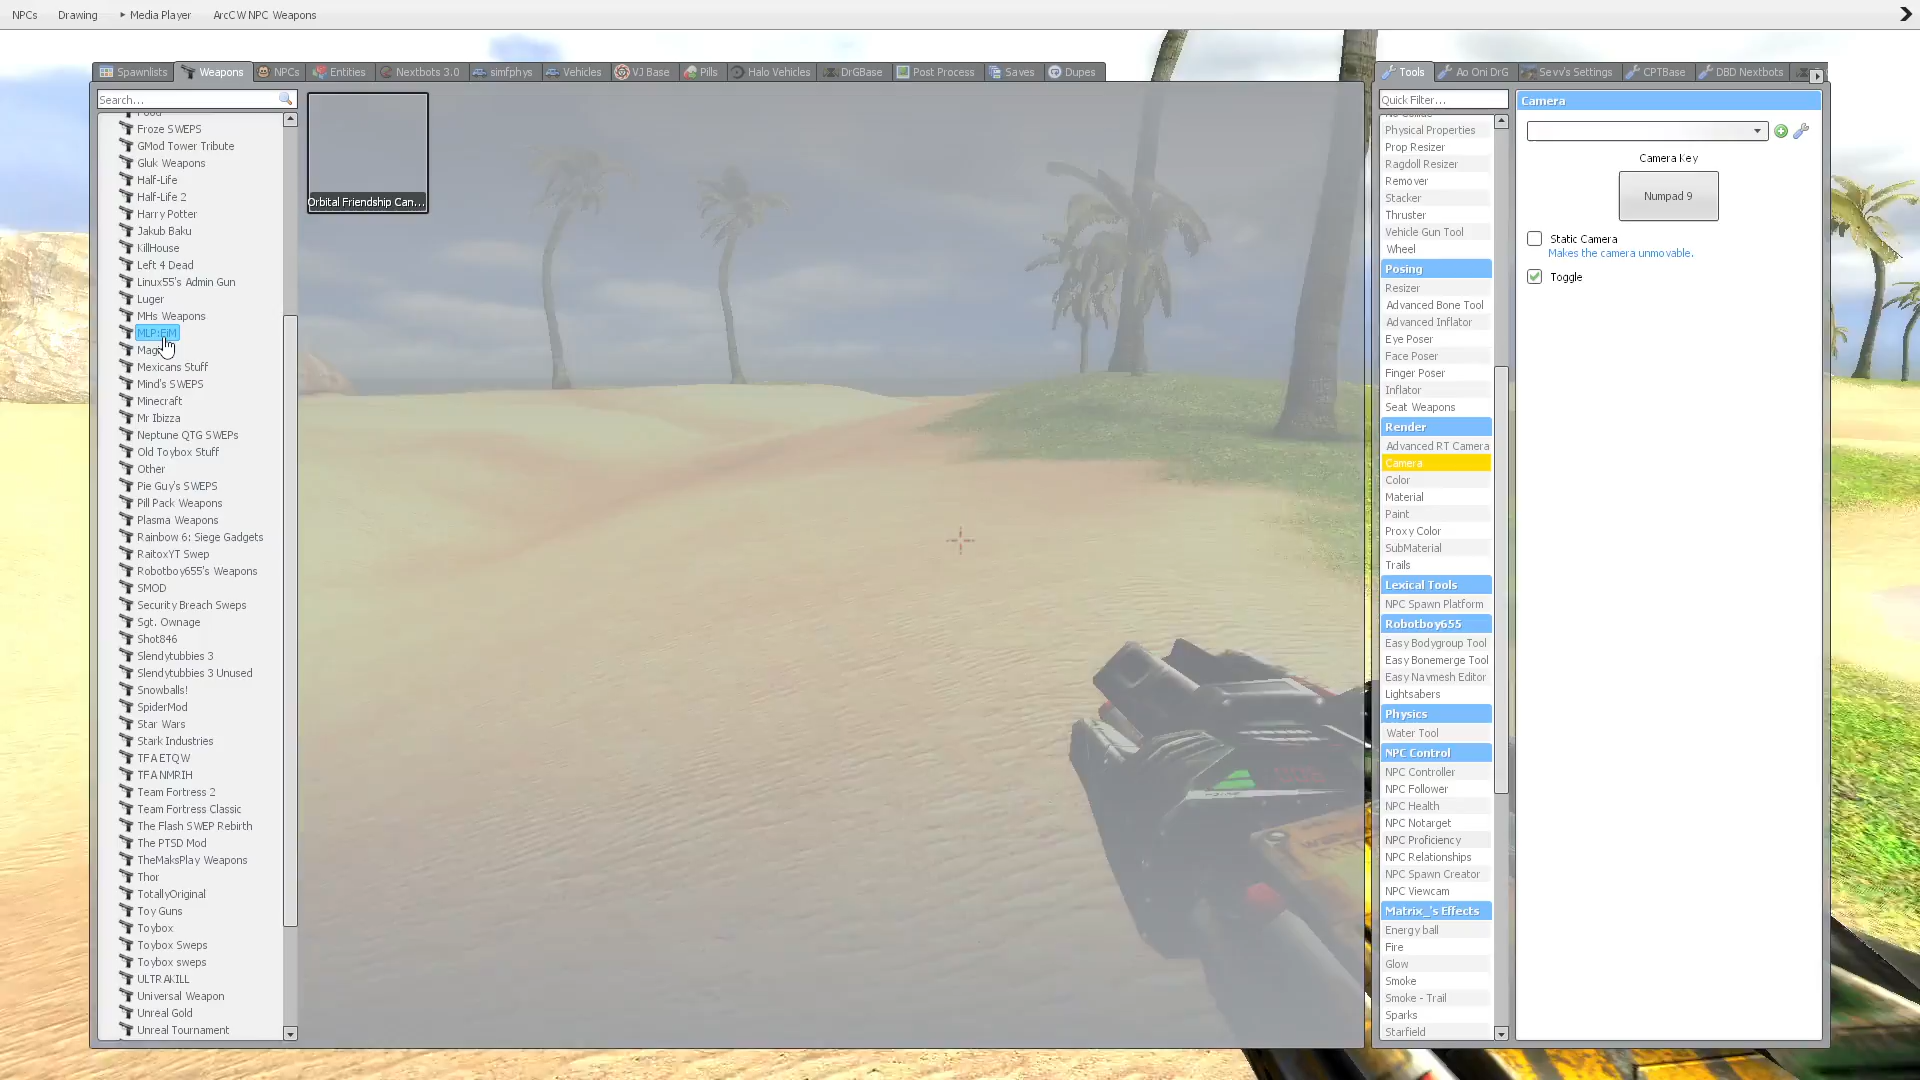 NPCs Drawing Media Player ArcCW NPC Weapons
Spawnlists Weapons NPCs Entities Nextbots 3.0 simfphys Vehicles VJ Base Pills Halo Vehicles DrGBase Post Process Saves Dupes
Search...
Food
Froze SWEPS
GMod Tower Tribute
Gluk Weapons
Half-Life
Half-Life 2
Harry Potter
Jakub Baku
KillHouse
Left 4 Dead
Linux55's Admin Gun
Luger
MHs Weapons
MLP:FiM
Mexicans Stuff
Mind's SWEPS
Minecraft
Mr Ibizza
Neptune QTG SWEPs
Old Toybox Stuff
Other
Pie Guy's SWEPS
Pill Pack Weapons
Plasma Weapons
Rainbow 6: Siege Gadgets
RaitoxYT Swep
Robotboy655's Weapons
SMOD
Security Breach Sweps
Sgt. Ownage
Shot846
Slendytubbies 3
Slendytubbies 3 Unused
Snowballs!
SpiderMod
Star Wars
Stark Industries
TFA ETQW
TFA NMRIH
Team Fortress 2
Team Fortress Classic
The Flash SWEP Rebirth
The PTSD Mod
TheMaksPlay Weapons
Thor
TotallyOriginal
Toy Guns
Toybox
Toybox Sweps
Toybox sweps
ULTRAKILL
Universal Weapon
Unreal Gold
Unreal Tournament
Orbital Friendship Can...
Tools Ao Oni DrG Sevv's Settings CPTBase DBD Nextbots
Quick Filter...
No Collide
Physical Properties
Prop Resizer
Ragdoll Resizer
Remover
Stacker
Thruster
Vehicle Gun Tool
Wheel
Posing
Resizer
Advanced Bone Tool
Advanced Inflator
Eye Poser
Face Poser
Finger Poser
Inflator
Seat Weapons
Render
Advanced RT Camera
Camera
Color
Material
Paint
Proxy Color
SubMaterial
Trails
Lexical Tools
NPC Spawn Platform
Robotboy655
Easy Bodygroup Tool
Easy Bonemerge Tool
Easy Navmesh Editor
Lightsabers
Physics
Water Tool
NPC Control
NPC Controller
NPC Follower
NPC Health
NPC Notarget
NPC Proficiency
NPC Relationships
NPC Spawn Creator
NPC Viewcam
Matrix_'s Effects
Energy ball
Fire
Glow
Smoke
Smoke - Trail
Sparks
Starfield
Camera
Camera Key
Numpad 9
Static Camera
Makes the camera unmovable.
Toggle